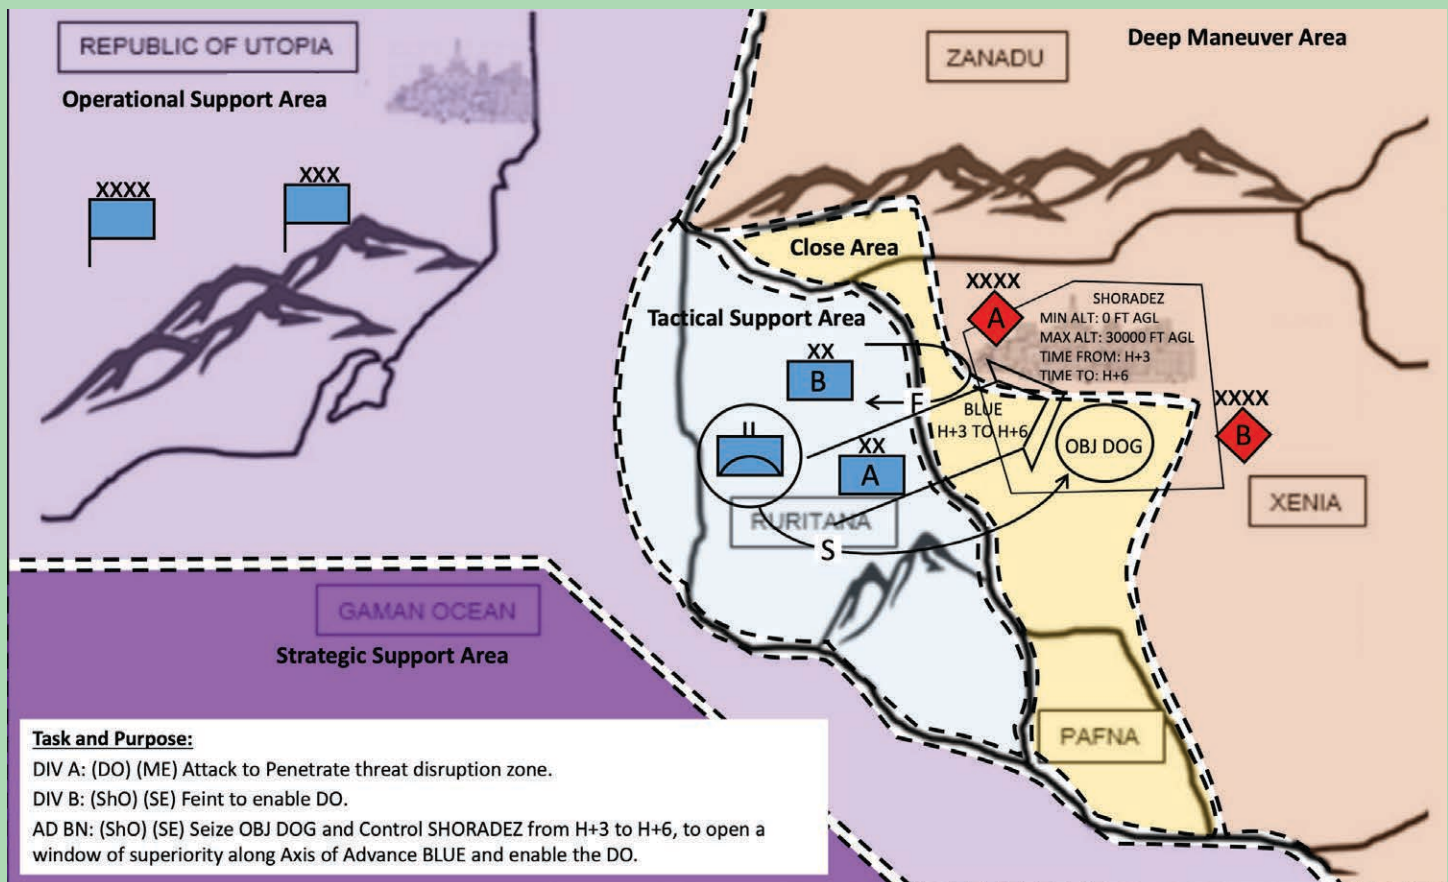 REPUBLIC OF UTOPIA
Operational Support Area
XXXX
XXX
ZANADU
Deep Maneuver Area
Close Area
Tactical Support Area
XX
B
II
XX
A
RURITANA
F
S
BLUE
H+3 TO H+6
XXXX
A
SHORADEZ
MIN ALT: 0 FT AGL
MAX ALT: 30000 FT AGL
TIME FROM: H+3
TIME TO: H+6
OBJ DOG
XXXX
B
XENIA
PAFNA
GAMAN OCEAN
Strategic Support Area
Task and Purpose:
DIV A: (DO) (ME) Attack to Penetrate threat disruption zone.
DIV B: (ShO) (SE) Feint to enable DO.
AD BN: (ShO) (SE) Seize OBJ DOG and Control SHORADEZ from H+3 to H+6, to open a
window of superiority along Axis of Advance BLUE and enable the DO.